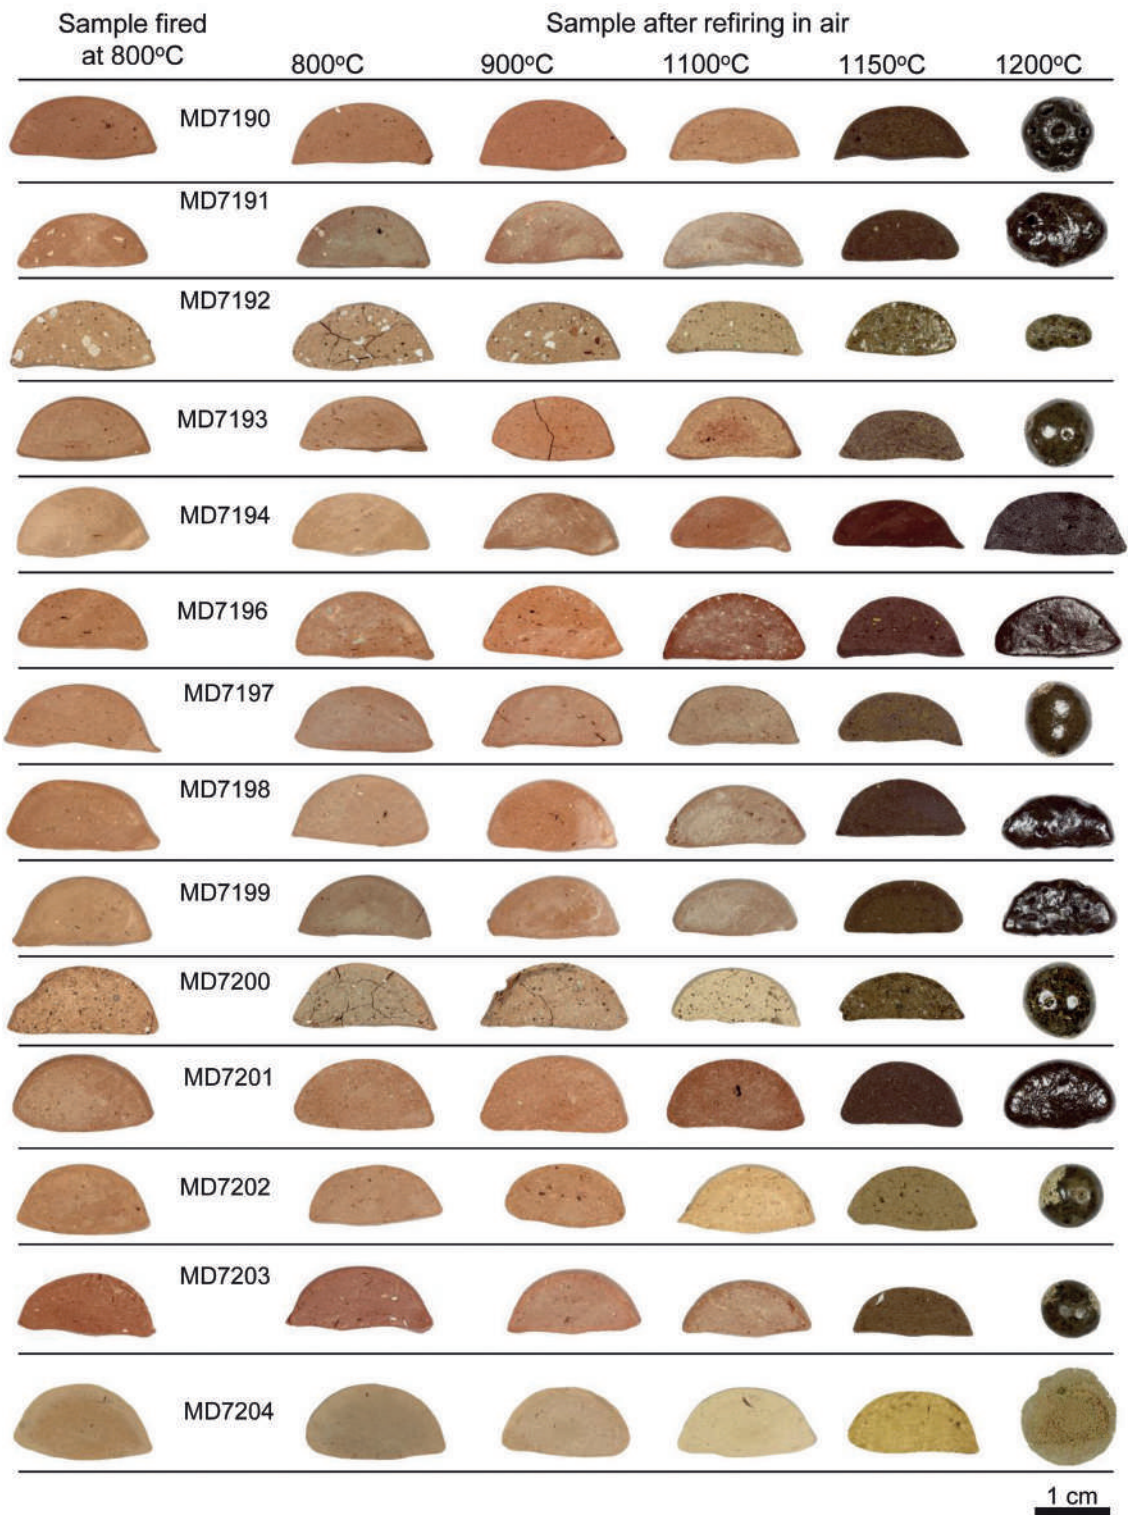 Sample fired
at 800°C
Sample after refiring in air
800°C 900°C 1100°C 1150°C 1200°C
MD7190
MD7191
MD7192
MD7193
MD7194
MD7196
MD7197
MD7198
MD7199
MD7200
MD7201
MD7202
MD7203
MD7204
1 cm